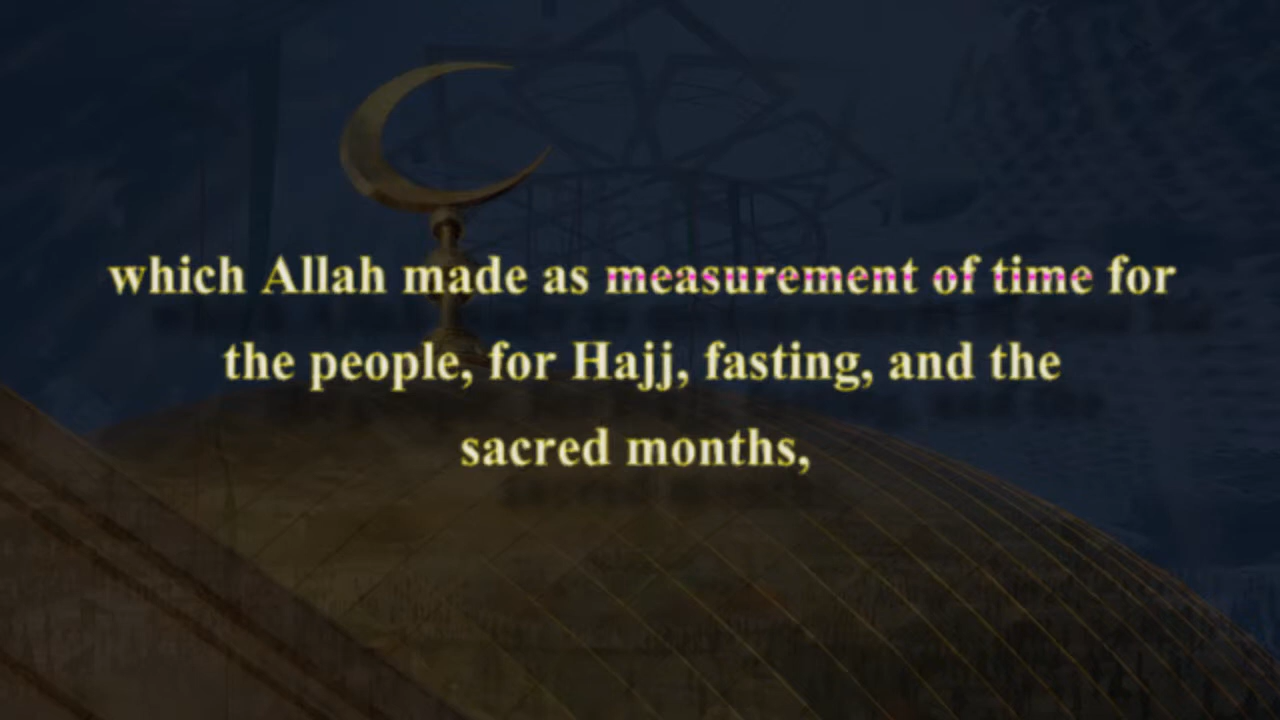 which Allah made as measurement of time for
the people, for Hajj, fasting, and the
sacred months,